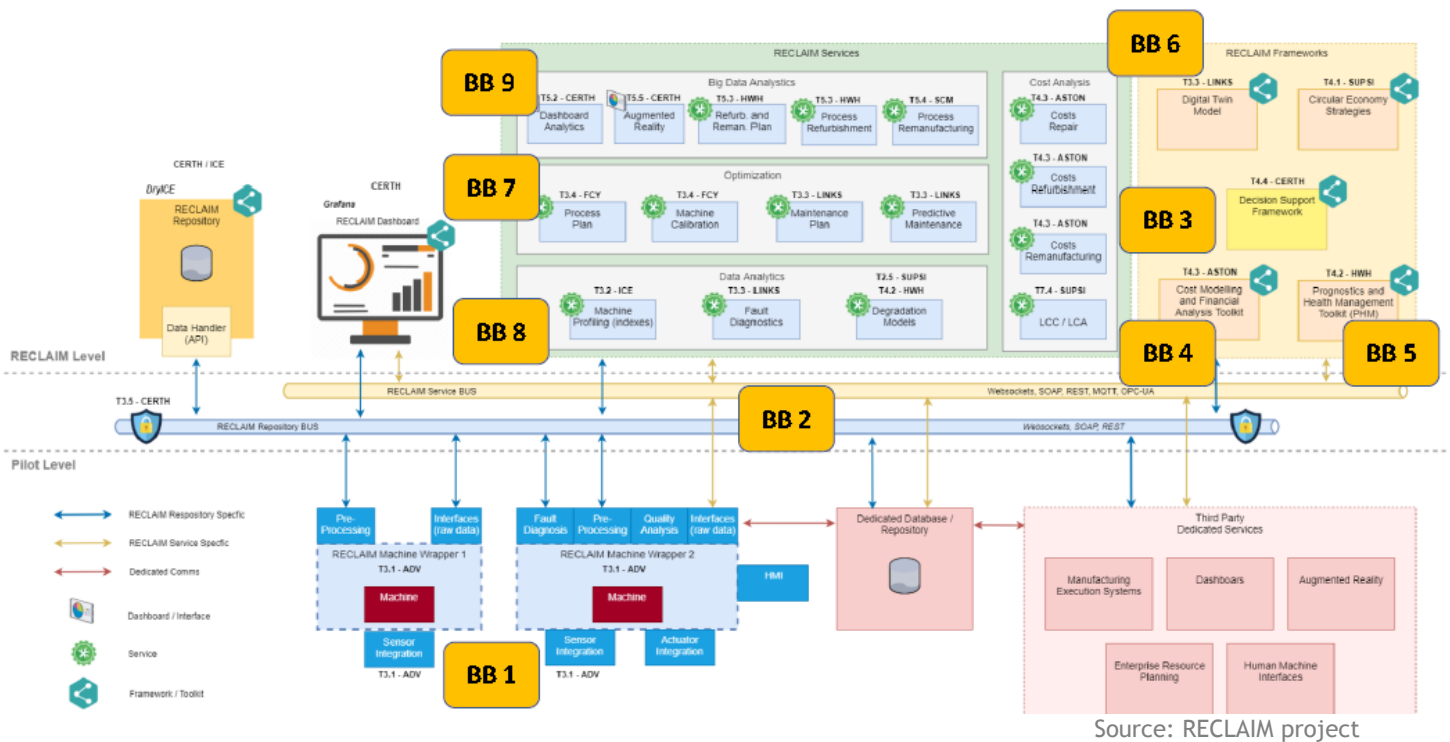 BB 6
RECLAIM Services
RECLAIM Frameworks
BB 9
Big Data Analystics
T5.2 - CERTH
Dashboard
Analytics
T5.5 - CERTH
Augmented
Reality
T5.3 - HWH
Refurb. and
Reman. Plan
T5.3 - HWH
Process
Refurbishment
T5.4 - SCM
Process
Remanufacturing
Cost Analysis
T4.3 - ASTON
Costs
Repair
T4.3 - ASTON
Costs
Refurbishment
T4.3 - ASTON
Costs
Remanufacturing
T7.4 - SUPSI
LCC / LCA
T3.3 - LINKS
Digital Twin
Model
T4.1 - SUPSI
Circular Economy
Strategies
T4.4 - CERTH
Decision Support
Framework
BB 3
T4.3 - ASTON
Cost Modelling
and Financial
Analysis Toolkit
T4.2 - HWH
Prognostics and
Health Management
Toolkit (PHM)
BB 4
BB 5
BB 7
Optimization
T3.4 - FCY
Process
Plan
T3.4 - FCY
Machine
Calibration
T3.3 - LINKS
Maintenance
Plan
T3.3 - LINKS
Predictive
Maintenance
BB 8
Data Analytics
T3.2 - ICE
Machine
Profiling (indexes)
T3.3 - LINKS
Fault
Diagnostics
T2.5 - SUPSI
T4.2 - HWH
Degradation
Models
CERTH / ICE
DryICE
RECLAIM
Repository
Data Handler
(API)
CERTH
Grafana
RECLAIM Dashboard
RECLAIM Level
RECLAIM Service BUS
Websockets, SOAP, REST, MQTT, OPC-UA
T3.5 - CERTH
RECLAIM Repository BUS
BB 2
Websockets, SOAP, REST
Pilot Level
RECLAIM Respository Specfic
RECLAIM Service Specfic
Dedicated Comms
Dashboard / Interface
Service
Framework / Toolkit
Pre-
Processing
Interfaces
(raw data)
RECLAIM Machine Wrapper 1
T3.1 - ADV
Machine
Sensor
Integration
T3.1 - ADV
BB 1
Fault
Diagnosis
Pre-
Processing
Quality
Analysis
Interfaces
(raw data)
RECLAIM Machine Wrapper 2
T3.1 - ADV
Machine
HMI
Sensor
Integration
T3.1 - ADV
Actuator
Integration
Dedicated Database /
Repository
Third Party
Dedicated Services
Manufacturing
Execution Systems
Dashboars
Augmented Reality
Enterprise Resource
Planning
Human Machine
Interfaces
Source: RECLAIM project